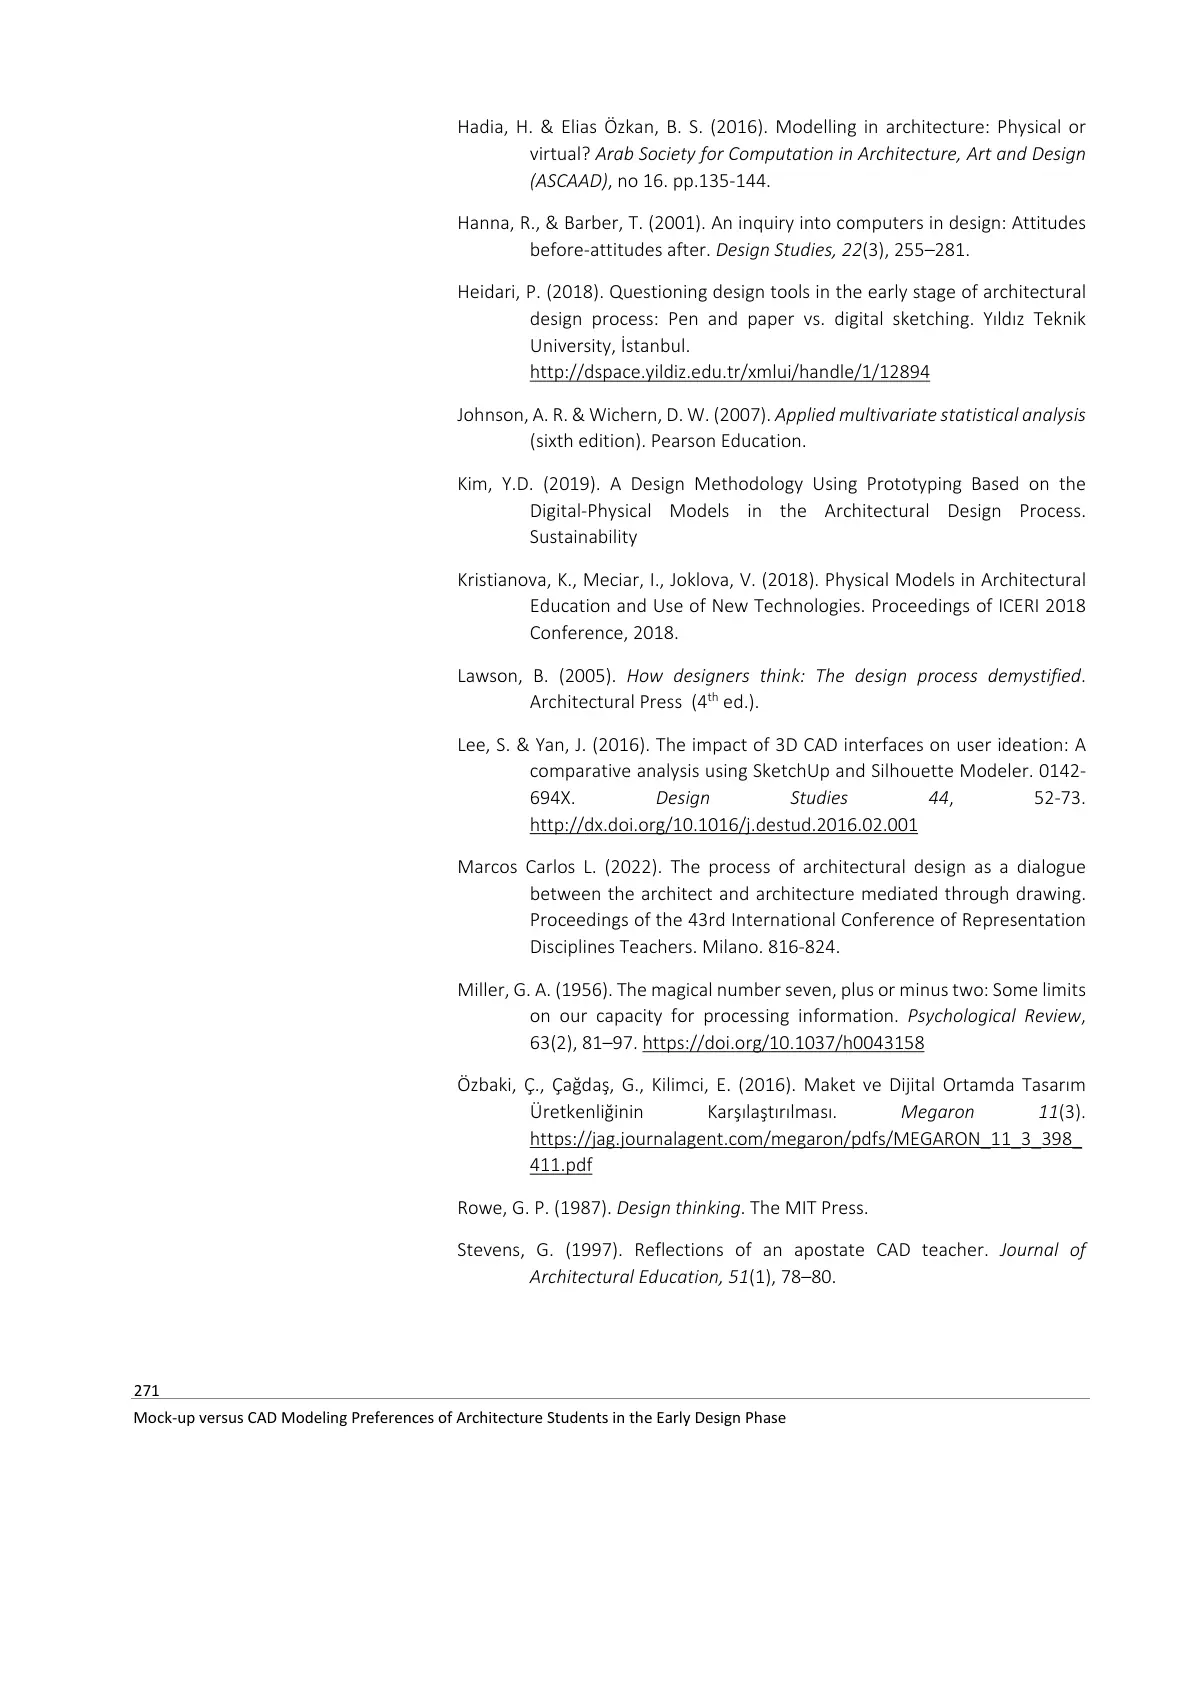 Hadia, H. & Elias Özkan, B. S. (2016). Modelling in architecture: Physical or
virtual? Arab Society for Computation in Architecture, Art and Design
(ASCAAD), no 16. pp.135-144.
Hanna, R., & Barber, T. (2001). An inquiry into computers in design: Attitudes
before-attitudes after. Design Studies, 22(3), 255–281.
Heidari, P. (2018). Questioning design tools in the early stage of architectural
design process: Pen and paper vs. digital sketching. Yıldız Teknik
University, İstanbul.
http://dspace.yildiz.edu.tr/xmlui/handle/1/12894
Johnson, A. R. & Wichern, D. W. (2007). Applied multivariate statistical analysis
(sixth edition). Pearson Education.
Kim, Y.D. (2019). A Design Methodology Using Prototyping Based on the
Digital-Physical Models in the Architectural Design Process.
Sustainability
Kristianova, K., Meciar, I., Joklova, V. (2018). Physical Models in Architectural
Education and Use of New Technologies. Proceedings of ICERI 2018
Conference, 2018.
Lawson, B. (2005). How designers think: The design process demystified.
Architectural Press (4th ed.).
Lee, S. & Yan, J. (2016). The impact of 3D CAD interfaces on user ideation: A
comparative analysis using SketchUp and Silhouette Modeler. 0142-
694X. Design Studies 44, 52-73.
http://dx.doi.org/10.1016/j.destud.2016.02.001
Marcos Carlos L. (2022). The process of architectural design as a dialogue
between the architect and architecture mediated through drawing.
Proceedings of the 43rd International Conference of Representation
Disciplines Teachers. Milano. 816-824.
Miller, G. A. (1956). The magical number seven, plus or minus two: Some limits
on our capacity for processing information. Psychological Review,
63(2), 81–97. https://doi.org/10.1037/h0043158
Özbaki, Ç., Çağdaş, G., Kilimci, E. (2016). Maket ve Dijital Ortamda Tasarım
Üretkenliğinin Karşılaştırılması. Megaron 11(3).
https://jag.journalagent.com/megaron/pdfs/MEGARON_11_3_398_
411.pdf
Rowe, G. P. (1987). Design thinking. The MIT Press.
Stevens, G. (1997). Reflections of an apostate CAD teacher. Journal of
Architectural Education, 51(1), 78–80.
271
Mock-up versus CAD Modeling Preferences of Architecture Students in the Early Design Phase